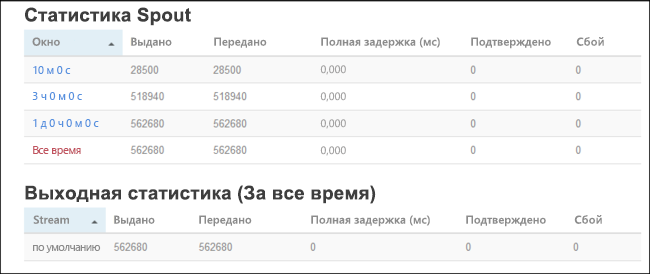 Статистика Spout
Окно Выдано Передано Полная задержка (мс) Подтверждено Сбой
10 м 0 с 28500 28500 0,000 0 0
3 ч 0 м 0 с 518940 518940 0,000 0 0
1 д 0 ч 0 м 0 с 562680 562680 0,000 0 0
Все время 562680 562680 0,000 0 0
Выходная статистика (За все время)
Stream Выдано Передано Полная задержка (мс) Подтверждено Сбой
по умолчанию 562680 562680 0 0 0